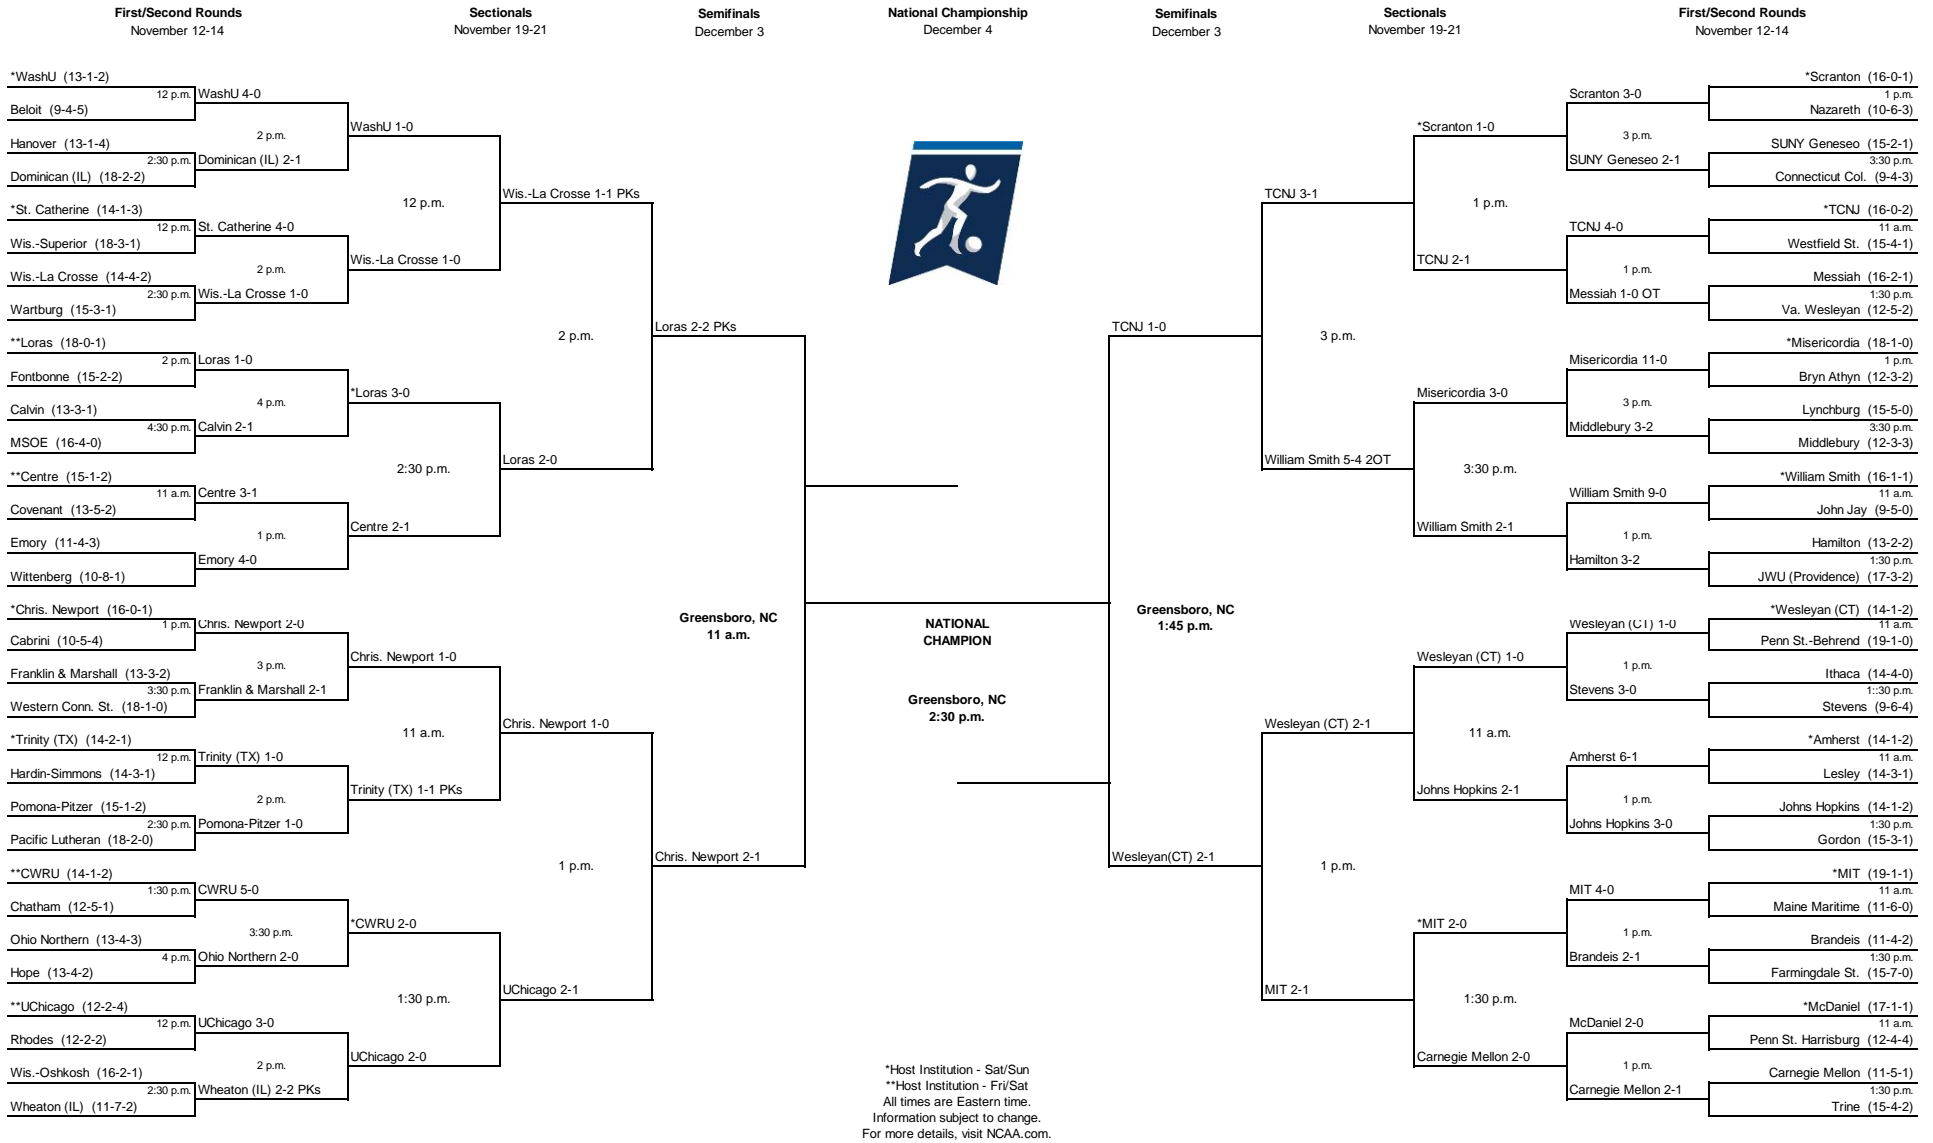 First/Second Rounds
November 12-14
Sectionals
November 19-21
Semifinals
December 3
National Championship
December 4
Semifinals
December 3
Sectionals
November 19-21
First/Second Rounds
November 12-14
*WashU (13-1-2)
12 p.m.
Beloit (9-4-5)
Hanover (13-1-4)
2:30 p.m.
Dominican (IL) (18-2-2)
*St. Catherine (14-1-3)
12 p.m.
Wis.-Superior (18-3-1)
Wis.-La Crosse (14-4-2)
2:30 p.m.
Wartburg (15-3-1)
**Loras (18-0-1)
2 p.m.
Fontbonne (15-2-2)
Calvin (13-3-1)
4:30 p.m.
MSOE (16-4-0)
**Centre (15-1-2)
11 a.m.
Covenant (13-5-2)
Emory (11-4-3)
Wittenberg (10-8-1)
*Chris. Newport (16-0-1)
1 p.m.
Cabrini (10-5-4)
Franklin & Marshall (13-3-2)
3:30 p.m.
Western Conn. St. (18-1-0)
*Trinity (TX) (14-2-1)
12 p.m.
Hardin-Simmons (14-3-1)
Pomona-Pitzer (15-1-2)
2:30 p.m.
Pacific Lutheran (18-2-0)
**CWRU (14-1-2)
1:30 p.m.
Chatham (12-5-1)
Ohio Northern (13-4-3)
4 p.m.
Hope (13-4-2)
**UChicago (12-2-4)
12 p.m.
Rhodes (12-2-2)
Wis.-Oshkosh (16-2-1)
2:30 p.m.
Wheaton (IL) (11-7-2)
WashU 4-0
2 p.m.
Dominican (IL) 2-1
St. Catherine 4-0
2 p.m.
Wis.-La Crosse 1-0
Loras 1-0
4 p.m.
Calvin 2-1
Centre 3-1
1 p.m.
Emory 4-0
Chris. Newport 2-0
3 p.m.
Franklin & Marshall 2-1
Trinity (TX) 1-0
2 p.m.
Pomona-Pitzer 1-0
CWRU 5-0
3:30 p.m.
Ohio Northern 2-0
UChicago 3-0
2 p.m.
Wheaton (IL) 2-2 PKs
WashU 1-0
12 p.m.
Wis.-La Crosse 1-0
*Loras 3-0
2:30 p.m.
Centre 2-1
Chris. Newport 1-0
11 a.m.
Trinity (TX) 1-1 PKs
*CWRU 2-0
1:30 p.m.
UChicago 2-0
Wis.-La Crosse 1-1 PKs
2 p.m.
Loras 2-0
Chris. Newport 1-0
1 p.m.
UChicago 2-1
Loras 2-2 PKs
Greensboro, NC
11 a.m.
Chris. Newport 2-1
NATIONAL
CHAMPION
Greensboro, NC
2:30 p.m.
*Host Institution - Sat/Sun
**Host Institution - Fri/Sat
All times are Eastern time.
Information subject to change.
For more details, visit NCAA.com.
TCNJ 1-0
Greensboro, NC
1:45 p.m.
Wesleyan(CT) 2-1
TCNJ 3-1
3 p.m.
William Smith 5-4 2OT
Wesleyan (CT) 2-1
1 p.m.
MIT 2-1
*Scranton 1-0
1 p.m.
TCNJ 2-1
Misericordia 3-0
3:30 p.m.
William Smith 2-1
Wesleyan (CT) 1-0
11 a.m.
Johns Hopkins 2-1
*MIT 2-0
1:30 p.m.
Carnegie Mellon 2-0
Scranton 3-0
3 p.m.
SUNY Geneseo 2-1
TCNJ 4-0
1 p.m.
Messiah 1-0 OT
Misericordia 11-0
3 p.m.
Middlebury 3-2
William Smith 9-0
1 p.m.
Hamilton 3-2
Wesleyan (CT) 1-0
1 p.m.
Stevens 3-0
Amherst 6-1
1 p.m.
Johns Hopkins 3-0
MIT 4-0
1 p.m.
Brandeis 2-1
McDaniel 2-0
1 p.m.
Carnegie Mellon 2-1
*Scranton (16-0-1)
1 p.m.
Nazareth (10-6-3)
SUNY Geneseo (15-2-1)
3:30 p.m.
Connecticut Col. (9-4-3)
*TCNJ (16-0-2)
11 a.m.
Westfield St. (15-4-1)
Messiah (16-2-1)
1:30 p.m.
Va. Wesleyan (12-5-2)
*Misericordia (18-1-0)
1 p.m.
Bryn Athyn (12-3-2)
Lynchburg (15-5-0)
3:30 p.m.
Middlebury (12-3-3)
*William Smith (16-1-1)
11 a.m.
John Jay (9-5-0)
Hamilton (13-2-2)
1:30 p.m.
JWU (Providence) (17-3-2)
*Wesleyan (CT) (14-1-2)
11 a.m.
Penn St.-Behrend (19-1-0)
Ithaca (14-4-0)
1::30 p.m.
Stevens (9-6-4)
*Amherst (14-1-2)
11 a.m.
Lesley (14-3-1)
Johns Hopkins (14-1-2)
1:30 p.m.
Gordon (15-3-1)
*MIT (19-1-1)
11 a.m.
Maine Maritime (11-6-0)
Brandeis (11-4-2)
1:30 p.m.
Farmingdale St. (15-7-0)
*McDaniel (17-1-1)
11 a.m.
Penn St. Harrisburg (12-4-4)
Carnegie Mellon (11-5-1)
1:30 p.m.
Trine (15-4-2)